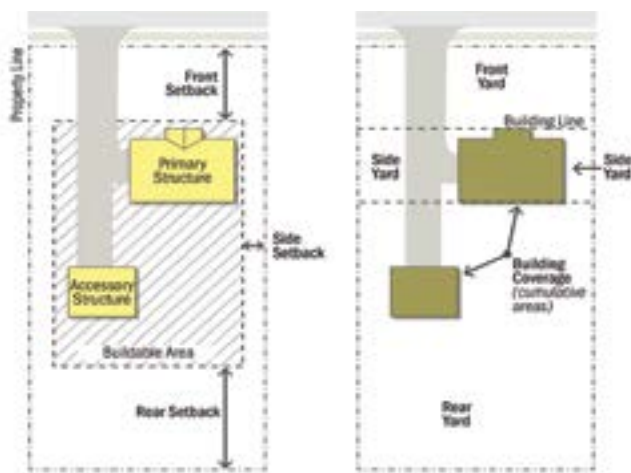 Property Line
Front
Setback
Primary
Structure
Side
Setback
Accessory
Structure
Buildable Area
Rear Setback
Front
Yard
Building Line
Side
Yard
Side
Yard
Building
Coverage
(cumulative
areas)
Rear
Yard